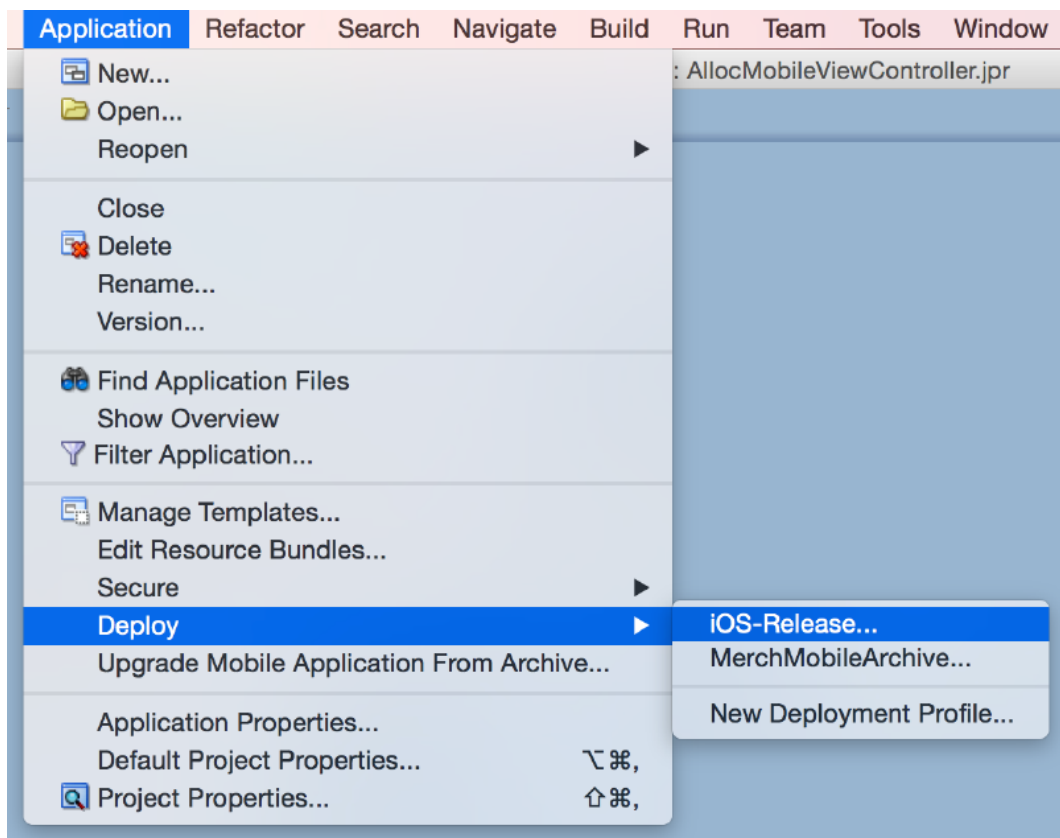 Application Refactor Search Navigate Build Run Team Tools Window
: AllocMobileViewController.jpr
New...
Open...
Reopen ▶
Close
Delete
Rename...
Version...
Find Application Files
Show Overview
Filter Application...
Manage Templates...
Edit Resource Bundles...
Secure ▶
Deploy ▶
iOS-Release...
Upgrade Mobile Application From Archive...
MerchMobileArchive...
New Deployment Profile...
Application Properties...
Default Project Properties... ⌥⌘,
Project Properties... ⇧⌘,